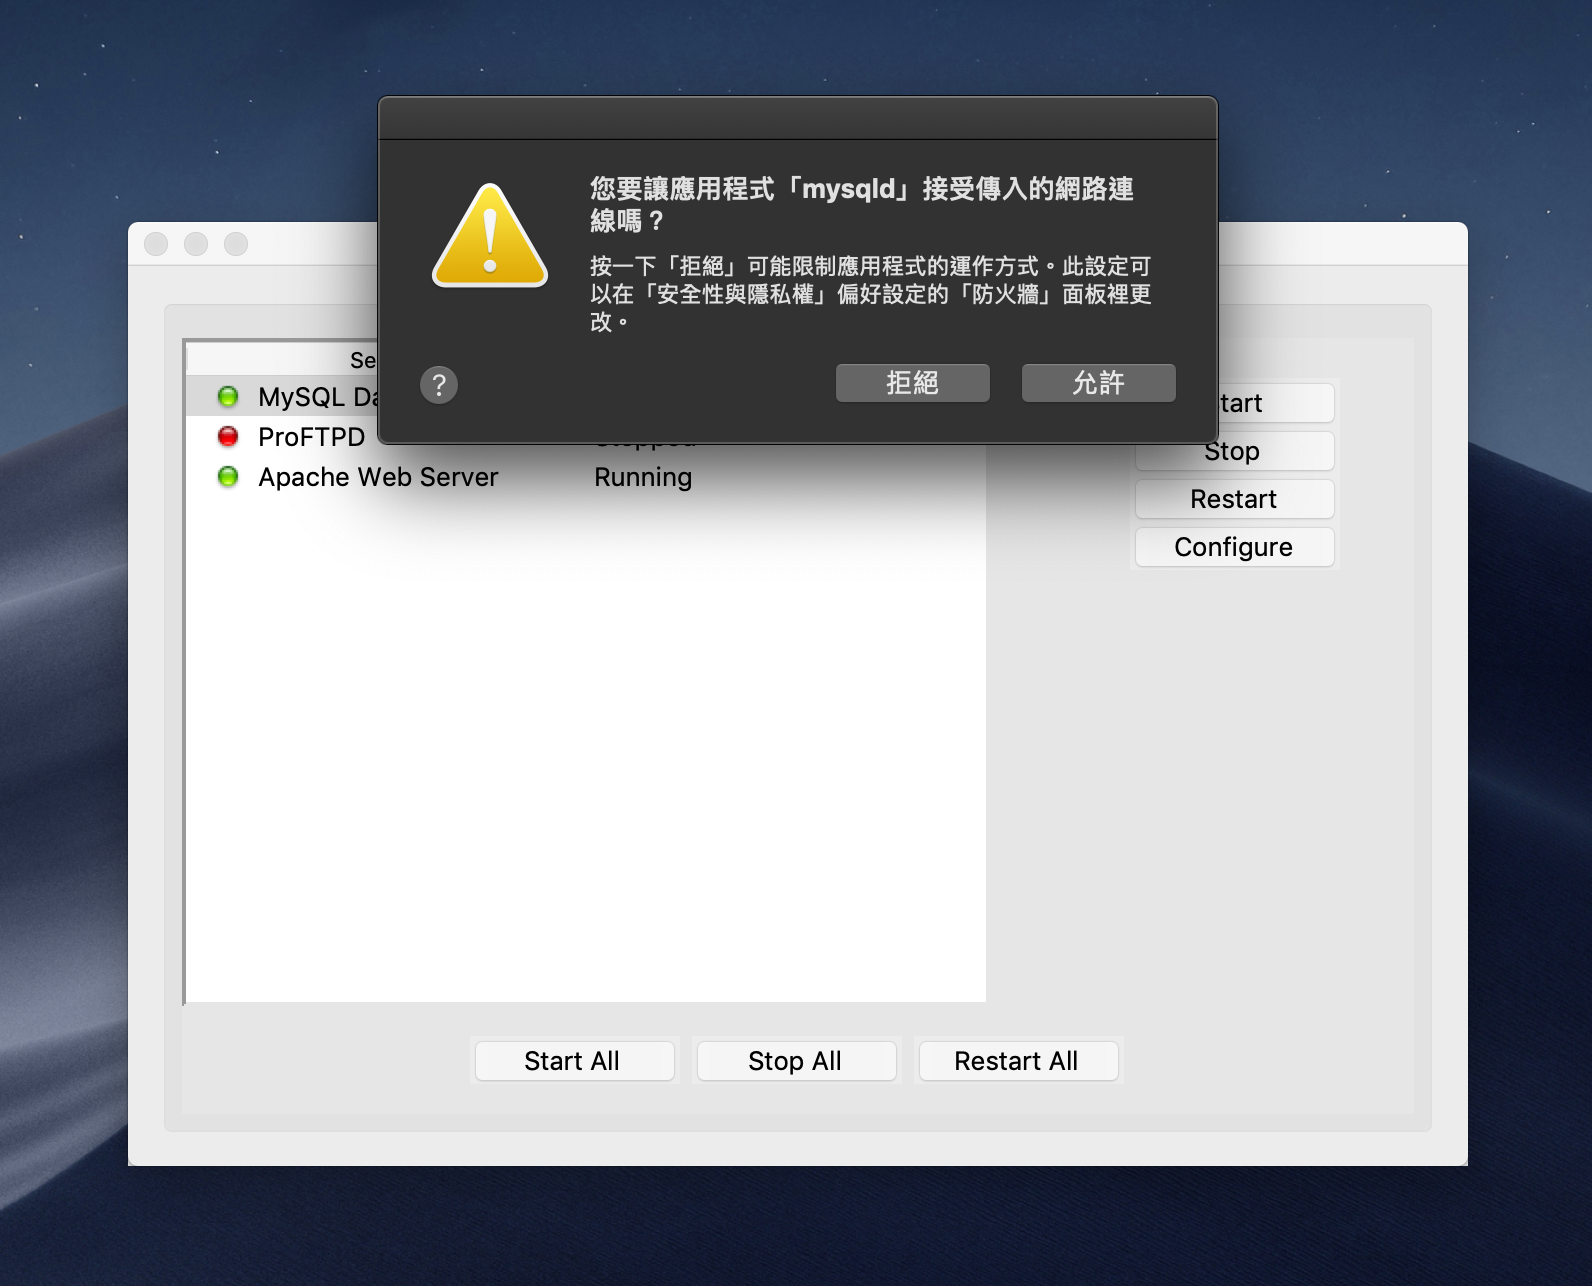 您要讓應用程式「mysqld」接受傳入的網路連
線嗎？
按一下「拒絕」可能限制應用程式的運作方式。此設定可
以在「安全性與隱私權」偏好設定的「防火牆」面板裡更
改。
?
拒絕
允許
MySQL
ProFTPD
Stopped
Apache Web Server
Running
Stop
Restart
Configure
Start All
Stop All
Restart All